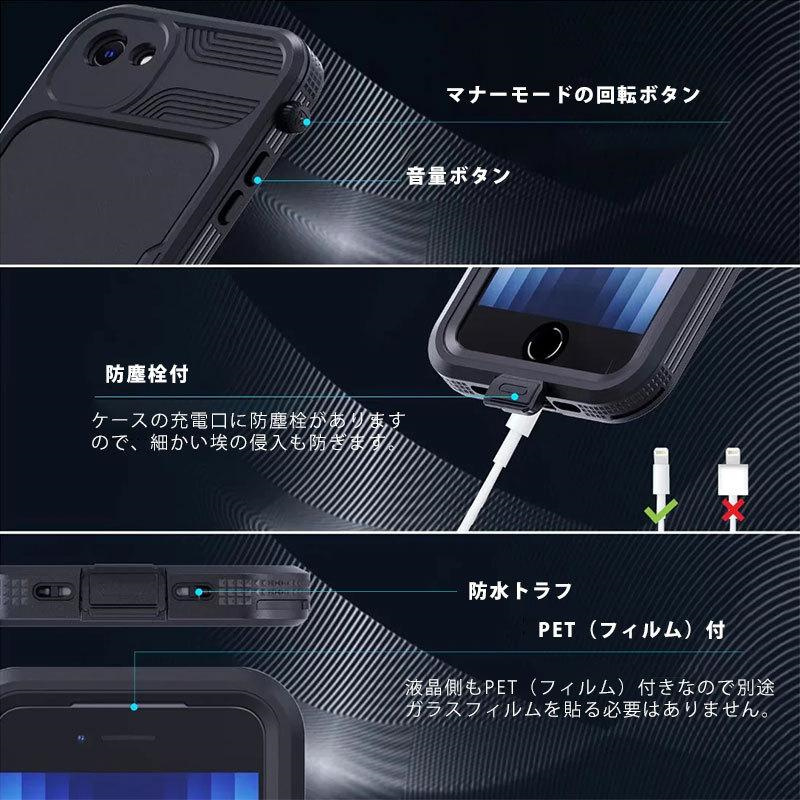 マナーモードの回転ボタン
音量ボタン
防塵栓付
ケースの充電口に防塵栓があります
ので、細かい埃の侵入も防ぎます。
防水トラフ
PET（フィルム）付
液晶側もPET（フィルム）付きなので別途
ガラスフィルムを貼る必要はありません。